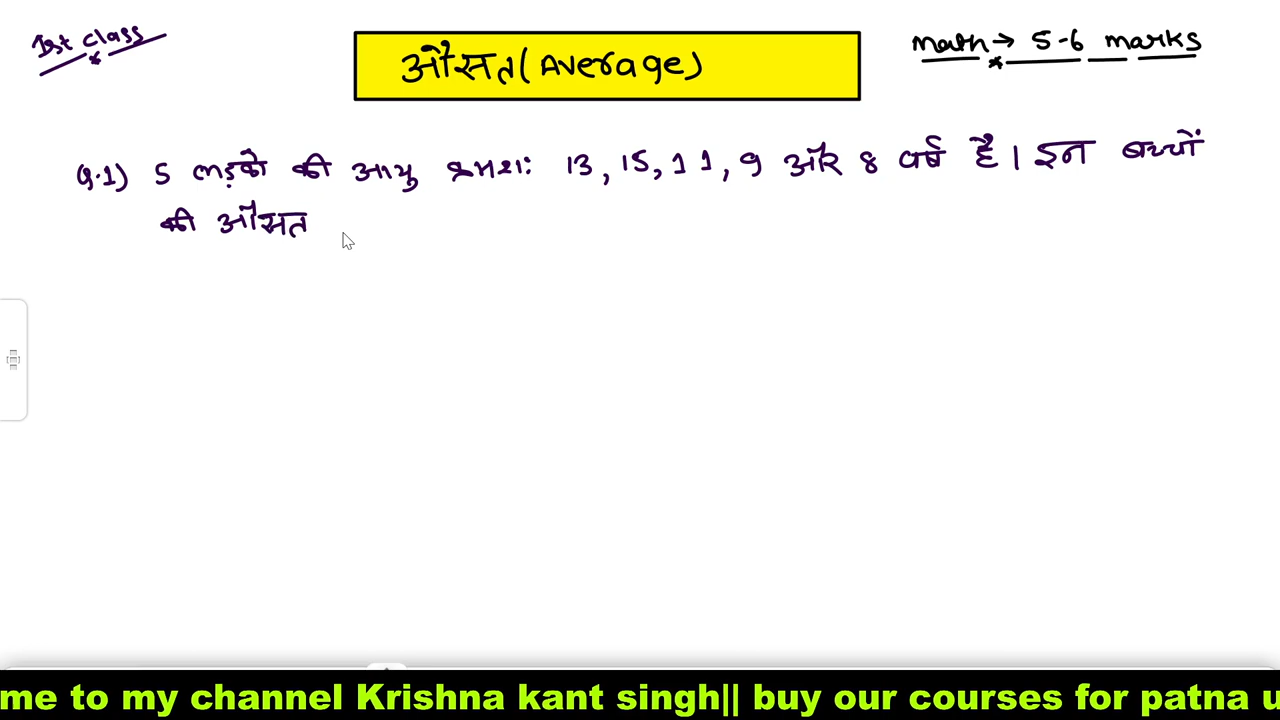 1st class
औसत (Average)
math → 5-6 marks
Q.1) 5 लड़को की आयु क्रमशः 13, 15, 11, 9 और 8 वर्ष है। इन बच्चों
की औसत
me to my channel Krishna kant singh|| buy our courses for patna u